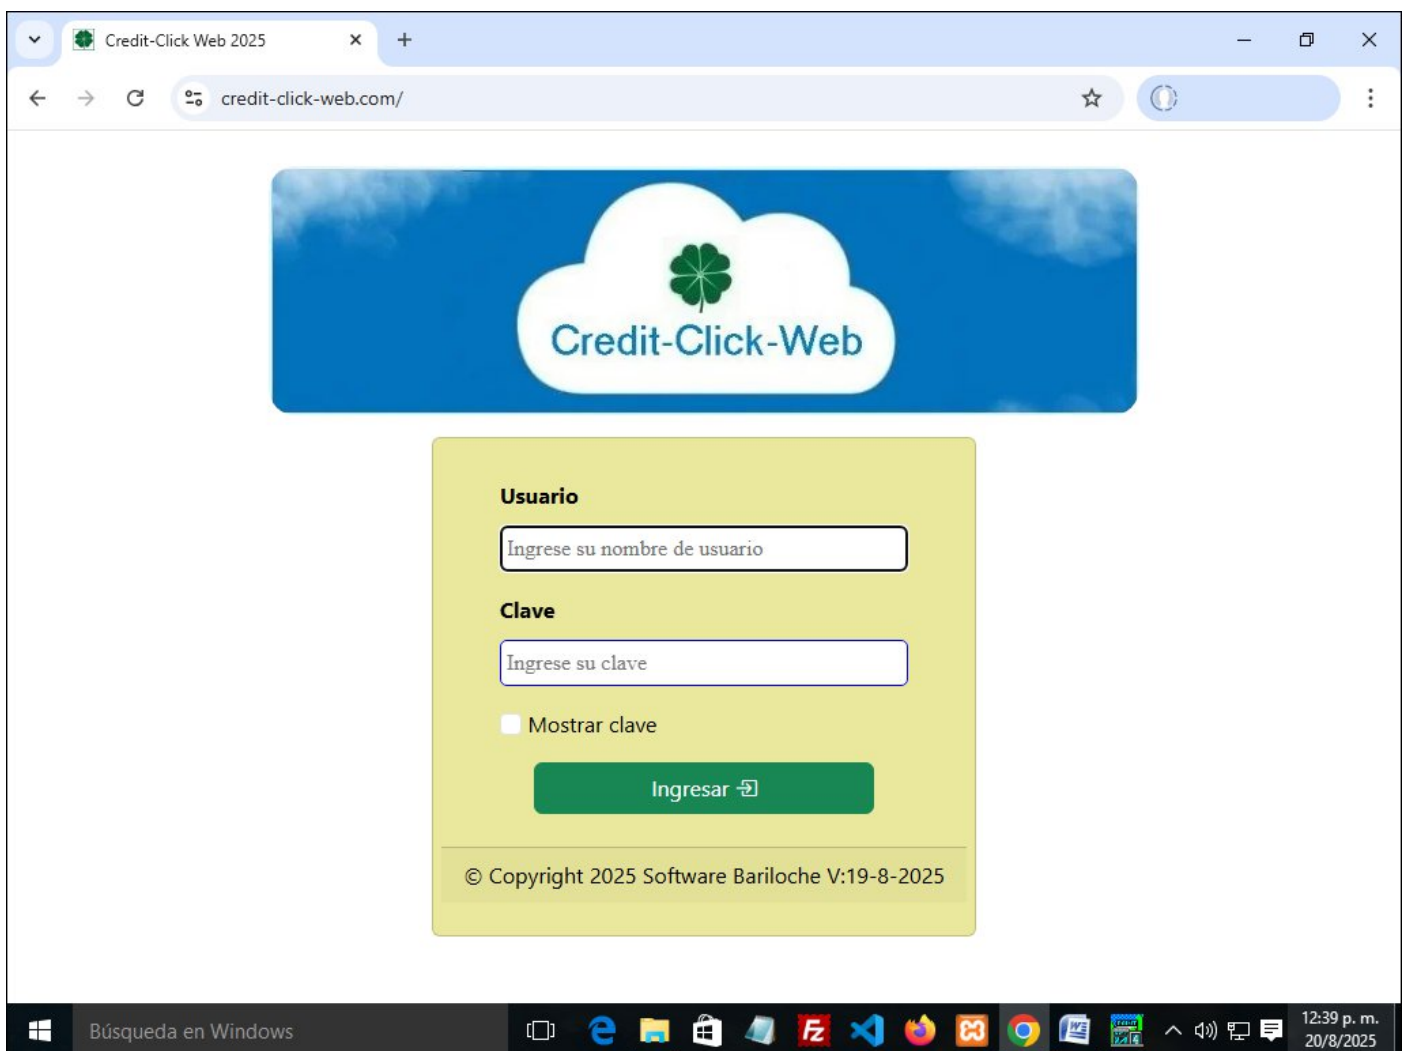 Credit-Click Web 2025
credit-click-web.com/
Credit-Click-Web
Usuario
Ingrese su nombre de usuario
Clave
Ingrese su clave
Mostrar clave
Ingresar
© Copyright 2025 Software Bariloche V:19-8-2025
Búsqueda en Windows
12:39 p. m.
20/8/2025